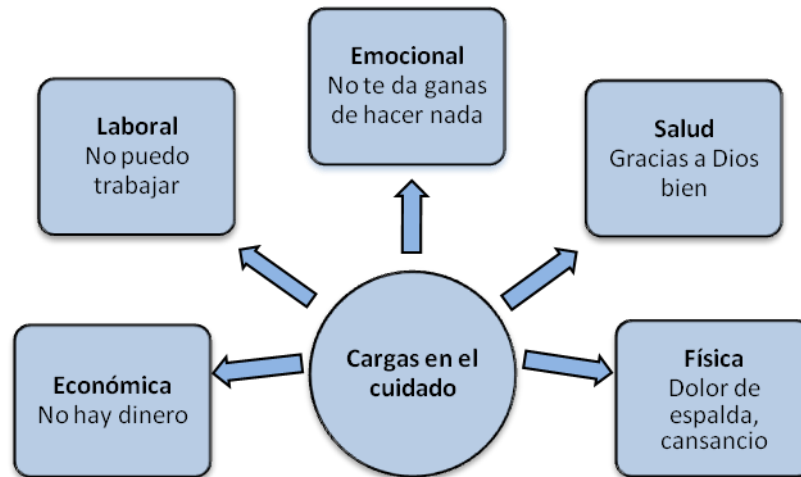 Emocional
No te da ganas
de hacer nada
Laboral
No puedo
trabajar
Salud
Gracias a Dios
bien
Cargas en el
cuidado
Económica
No hay dinero
Física
Dolor de
espalda,
cansancio